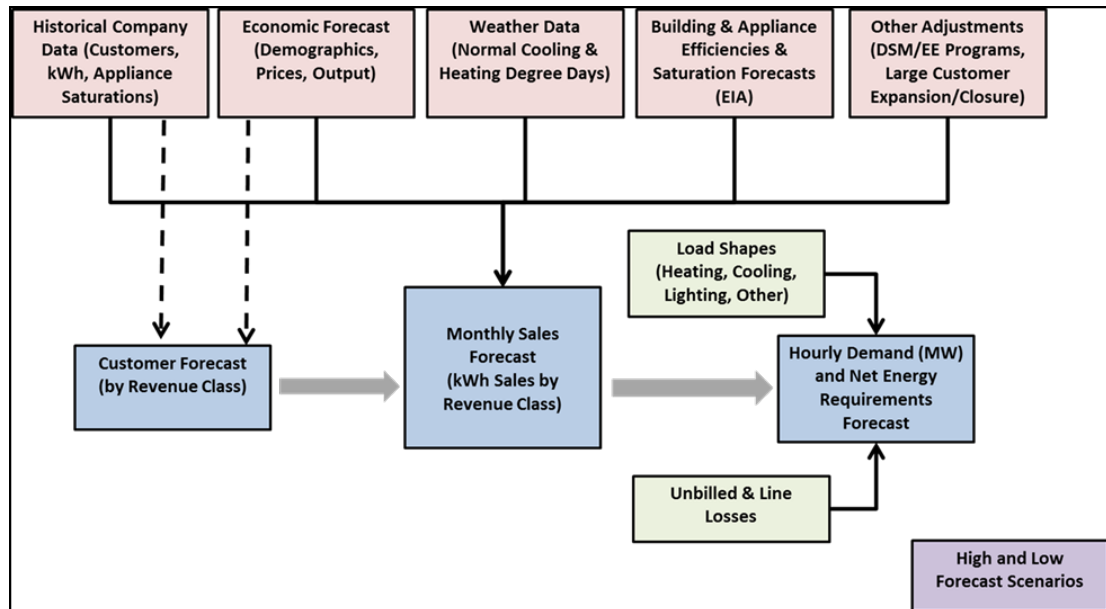 Historical Company
Data (Customers,
kWh, Appliance
Saturations)
Economic Forecast
(Demographics,
Prices, Output)
Weather Data
(Normal Cooling &
Heating Degree Days)
Building & Appliance
Efficiencies &
Saturation Forecasts
(EIA)
Other Adjustments
(DSM/EE Programs,
Large Customer
Expansion/Closure)
Load Shapes
(Heating, Cooling,
Lighting, Other)
Customer Forecast
(by Revenue Class)
Monthly Sales
Forecast
(kWh Sales by
Revenue Class)
Hourly Demand (MW)
and Net Energy
Requirements
Forecast
Unbilled & Line
Losses
High and Low
Forecast Scenarios